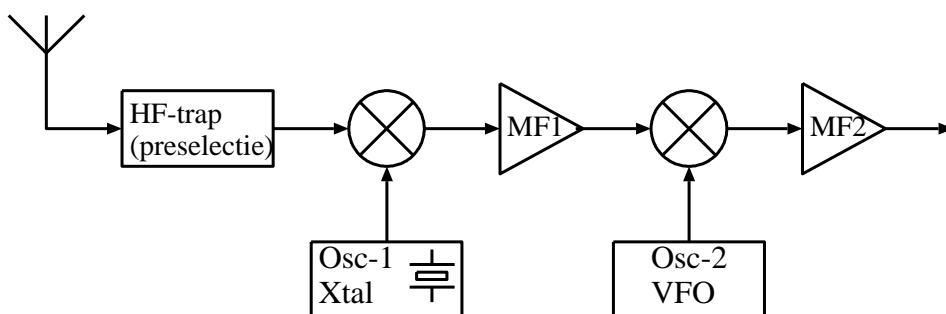 HF-trap
(preselectie)
MF1
MF2
Osc-1
Xtal
Osc-2
VFO